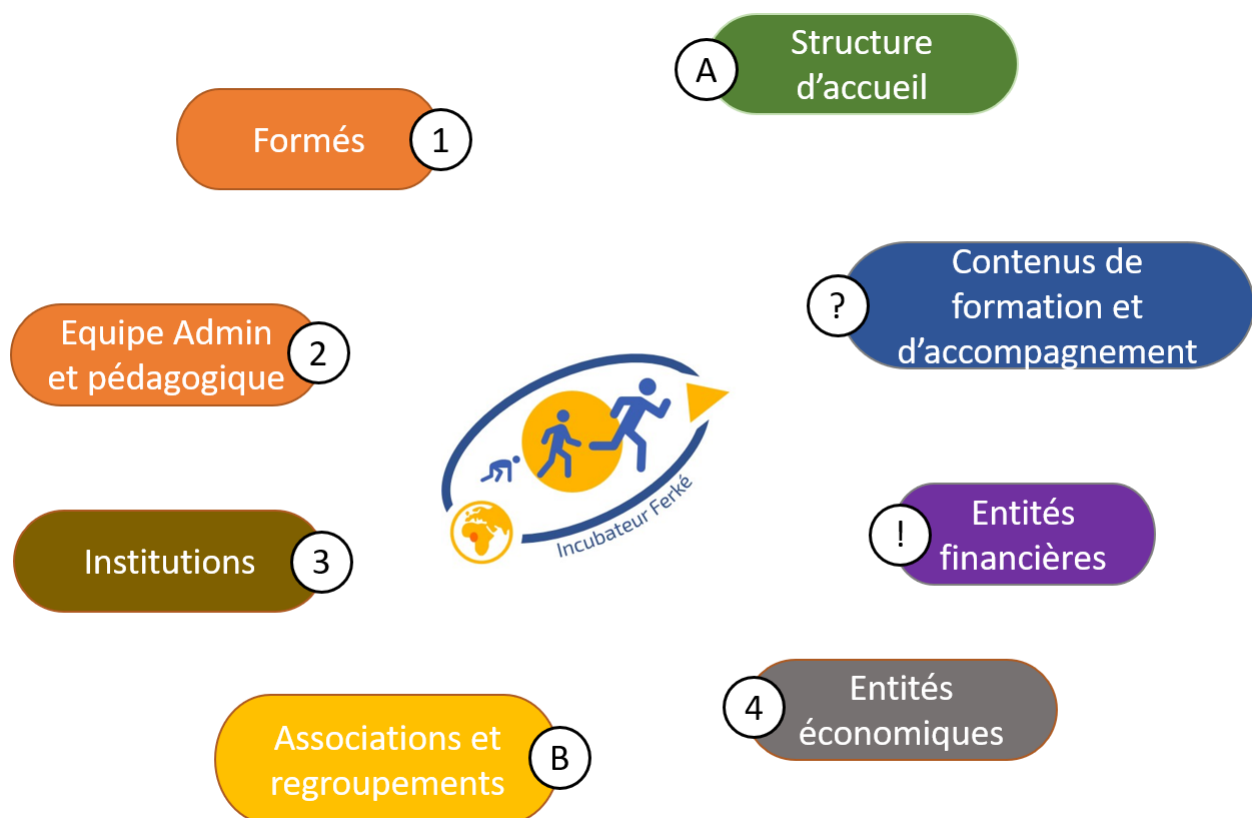 Structure
d'accueil
A
Formés
1
Contenus de
formation et
d'accompagnement
?
Equipe Admin
et pédagogique
2
Incubateur Ferké
Institutions
3
Entités
financières
!
Entités
économiques
4
Associations et
regroupements
B